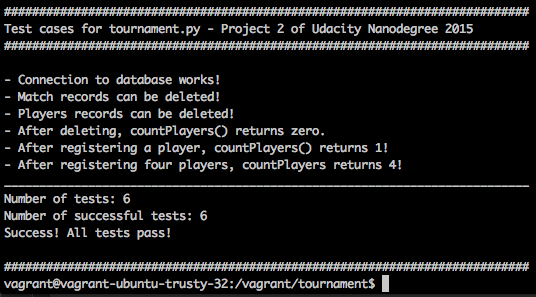 ###########################################################################
Test cases for tournament.py - Project 2 of Udacity Nanodegree 2015
###########################################################################
- Connection to database works!
- Match records can be deleted!
- Players records can be deleted!
- After deleting, countPlayers() returns zero.
- After registering a player, countPlayers() returns 1!
- After registering four players, countPlayers returns 4!
___________________________________________________________________________
Number of tests: 6
Number of successful tests: 6
Success! All tests pass!
###########################################################################
vagrant@vagrant-ubuntu-trusty-32:/vagrant/tournament$